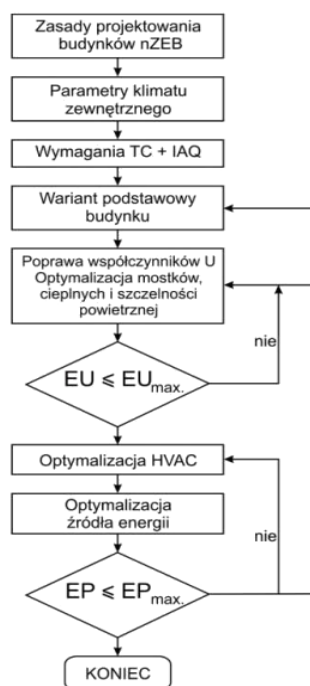 Zasady projektowania
budynków nZEB
Parametry klimatu
zewnętrznego
Wymagania TC + IAQ
Wariant podstawowy
budynku
Poprawa współczynników U
Optymalizacja mostków,
cieplnych i szczelności
powietrznej
nie
EU ⩽ EUmax.
Optymalizacja HVAC
Optymalizacja
źródła energii
nie
EP ⩽ EPmax.
KONIEC